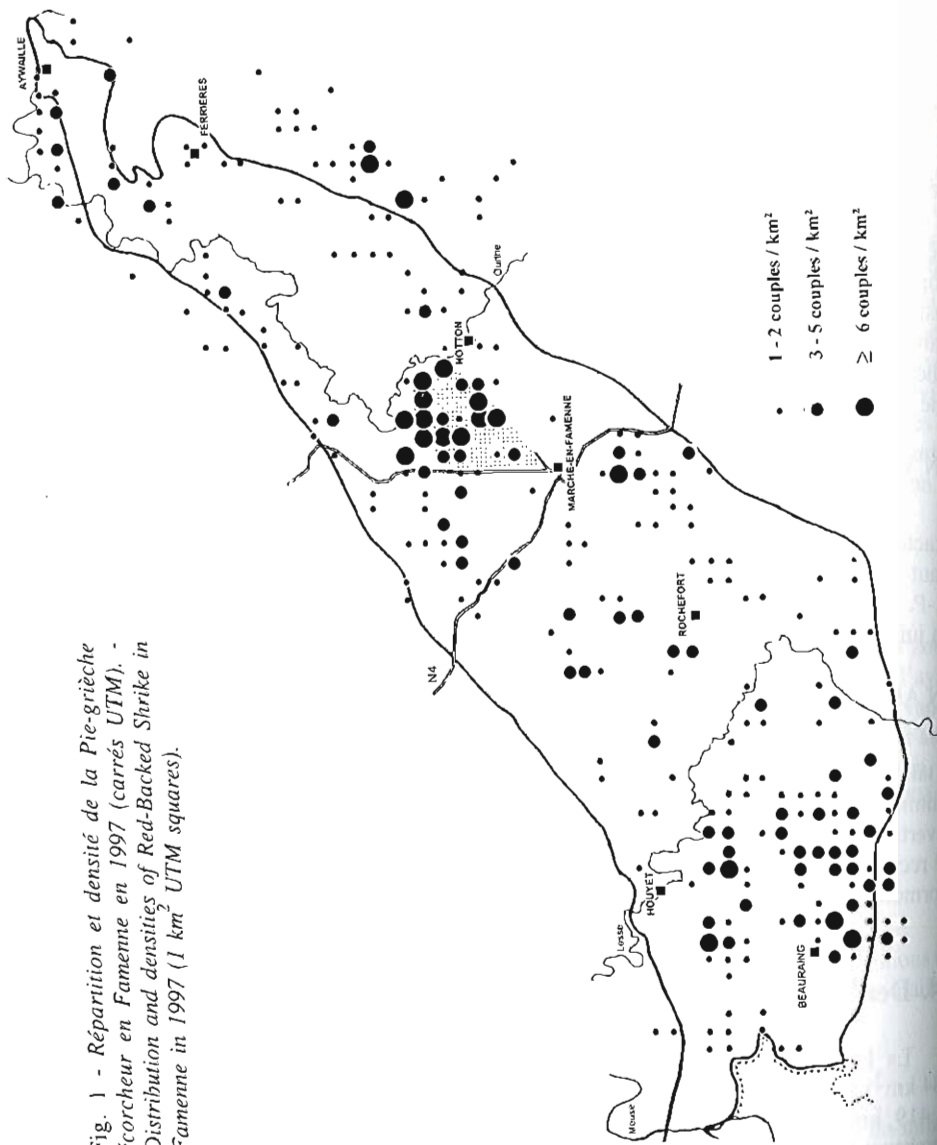 Fig. 1 - Répartition et densité de la Pie-grièche
écorcheur en Famenne en 1997 (carrés UTM). -
Distribution and densities of Red-Backed Shrike in
Famenne in 1997 (1 km² UTM squares).
AYWAILLE
FERRIERES
Ourthe
HOTTON
MARCHE-EN-FAMENNE
N4
ROCHEFORT
HOUYET
Lesse
BEAURAING
Meuse
1 - 2 couples / km²
3 - 5 couples / km²
≥ 6 couples / km²